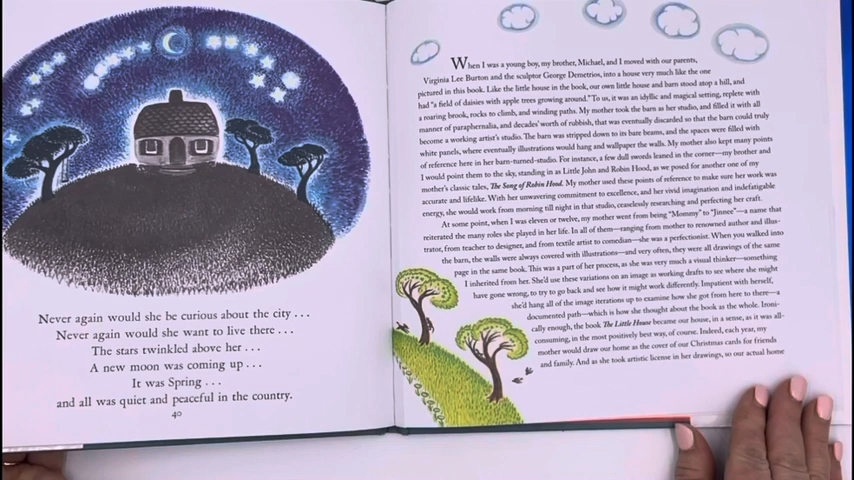 Never again would she be curious about the city . . .
Never again would she want to live there . . .
The stars twinkled above her . . .
A new moon was coming up . . .
It was Spring . . .
and all was quiet and peaceful in the country.
40
When I was a young boy, my brother, Michael, and I moved with our parents,
Virginia Lee Burton and the sculptor George Demetrios, into a house very much like the one
pictured in this book. Like the little house in the book, our own little house and barn stood atop a hill, and
had "a field of daisies with apple trees growing around." To us, it was an idyllic and magical setting, replete with
a roaring brook, rocks to climb, and winding paths. My mother took the barn as her studio, and filled it with all
manner of paraphernalia, and decades' worth of rubbish, that was eventually discarded so that the barn could truly
become a working artist's studio. The barn was stripped down to its bare beams, and the spaces were filled with
white panels, where eventually illustrations would hang and wallpaper the walls. My mother also kept many points
of reference here in her barn-turned-studio. For instance, a few dull swords leaned in the corner—my brother and
I would point them to the sky, standing in as Little John and Robin Hood, as we posed for another one of my
mother's classic tales, The Song of Robin Hood. My mother used these points of reference to make sure her work was
accurate and lifelike. With her unwavering commitment to excellence, and her vivid imagination and indefatigable
energy, she would work from morning till night in that studio, ceaselessly researching and perfecting her craft.
At some point, when I was eleven or twelve, my mother went from being "Mommy" to "Jinnee"—a name that
reiterated the many roles she played in her life. In all of them—ranging from mother to renowned author and illus-
trator, from teacher to designer, and from textile artist to comedian—she was a perfectionist. When you walked into
the barn, the walls were always covered with illustrations—and very often, they were all drawings of the same
page in the same book. This was a part of her process, as she was very much a visual thinker—something
I inherited from her. She'd use these variations on an image as working drafts to see where she might
have gone wrong, to try to go back and see how it might work differently. Impatient with herself,
she'd hang all of the image iterations up to examine how she got from here to there—a
documented path—which is how she thought about the book as the whole. Ironi-
cally enough, the book The Little House became our house, in a sense, as it was all-
consuming, in the most positively best way, of course. Indeed, each year, my
mother would draw our home as the cover of our Christmas cards for friends
and family. And as she took artistic license in her drawings, so our actual home